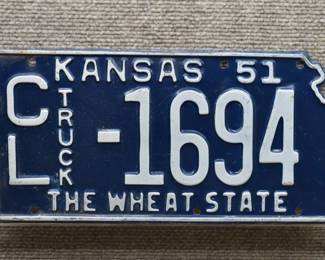 KANSAS 51
CL TRUCK -1694
THE WHEAT STATE